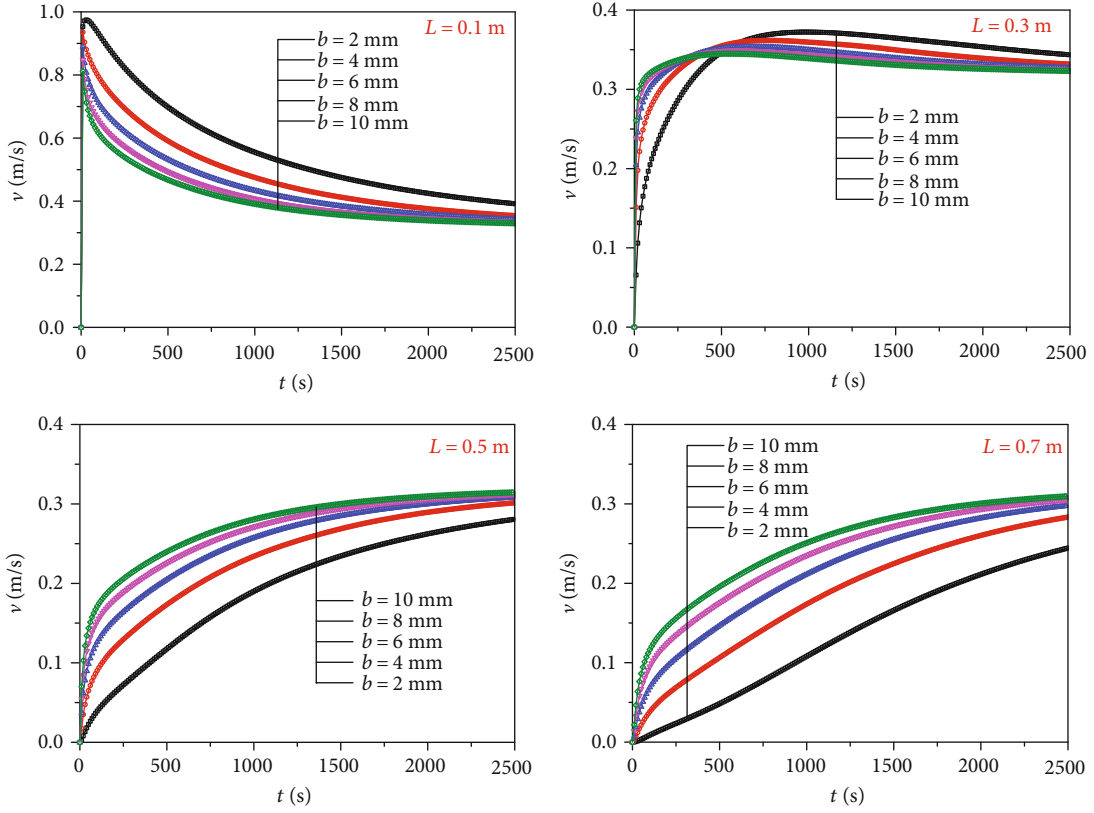 1.0
0.8
0.6
0.4
0.2
0.0
v (m/s)
L = 0.1 m
b = 2 mm
b = 4 mm
b = 6 mm
b = 8 mm
b = 10 mm
0 500 1000 1500 2000 2500
t (s)
0.4
0.3
0.2
0.1
0.0
v (m/s)
L = 0.3 m
b = 2 mm
b = 4 mm
b = 6 mm
b = 8 mm
b = 10 mm
0 500 1000 1500 2000 2500
t (s)
0.4
0.3
0.2
0.1
0.0
v (m/s)
L = 0.5 m
b = 10 mm
b = 8 mm
b = 6 mm
b = 4 mm
b = 2 mm
0 500 1000 1500 2000 2500
t (s)
0.4
0.3
0.2
0.1
0.0
v (m/s)
L = 0.7 m
b = 10 mm
b = 8 mm
b = 6 mm
b = 4 mm
b = 2 mm
0 500 1000 1500 2000 2500
t (s)